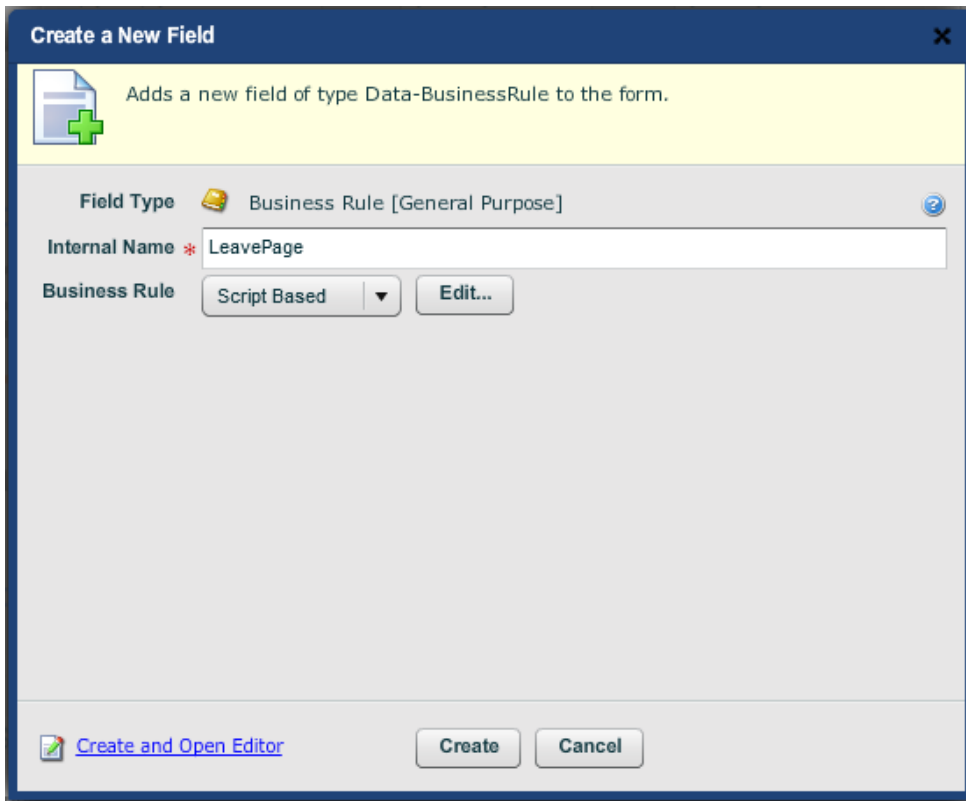 Create a New Field
Adds a new field of type Data-BusinessRule to the form.
Field Type Business Rule [General Purpose]
Internal Name * LeavePage
Business Rule Script Based Edit...
Create and Open Editor Create Cancel